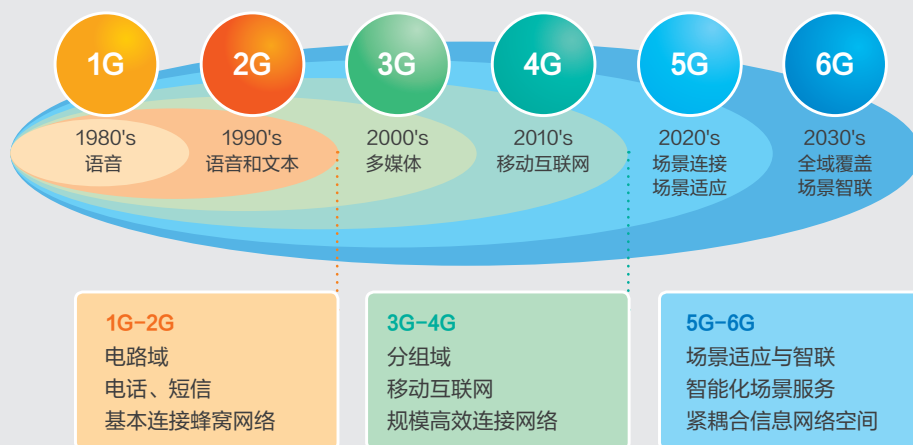 1G
2G
3G
4G
5G
6G
1980's
语音
1990's
语音和文本
2000's
多媒体
2010's
移动互联网
2020's
场景连接
场景适应
2030's
全域覆盖
场景智联
1G-2G
电路域
电话、短信
基本连接蜂窝网络
3G-4G
分组域
移动互联网
规模高效连接网络
5G-6G
场景适应与智联
智能化场景服务
紧耦合信息网络空间